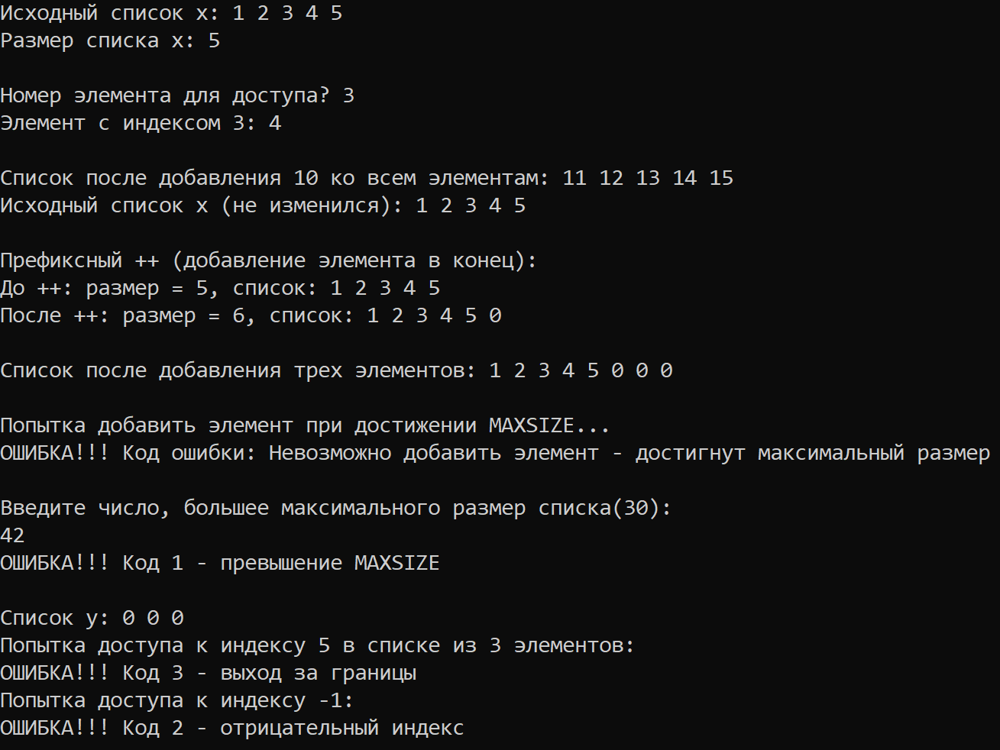 Исходный список x: 1 2 3 4 5
Размер списка x: 5
Номер элемента для доступа? 3
Элемент с индексом 3: 4
Список после добавления 10 ко всем элементам: 11 12 13 14 15
Исходный список x (не изменился): 1 2 3 4 5
Префиксный ++ (добавление элемента в конец):
До ++: размер = 5, список: 1 2 3 4 5
После ++: размер = 6, список: 1 2 3 4 5 0
Список после добавления трех элементов: 1 2 3 4 5 0 0 0
Попытка добавить элемент при достижении MAXSIZE...
ОШИБКА!!! Код ошибки: Невозможно добавить элемент - достигнут максимальный размер
Введите число, большее максимального размер списка(30):
42
ОШИБКА!!! Код 1 - превышение MAXSIZE
Список y: 0 0 0
Попытка доступа к индексу 5 в списке из 3 элементов:
ОШИБКА!!! Код 3 - выход за границы
Попытка доступа к индексу -1:
ОШИБКА!!! Код 2 - отрицательный индекс